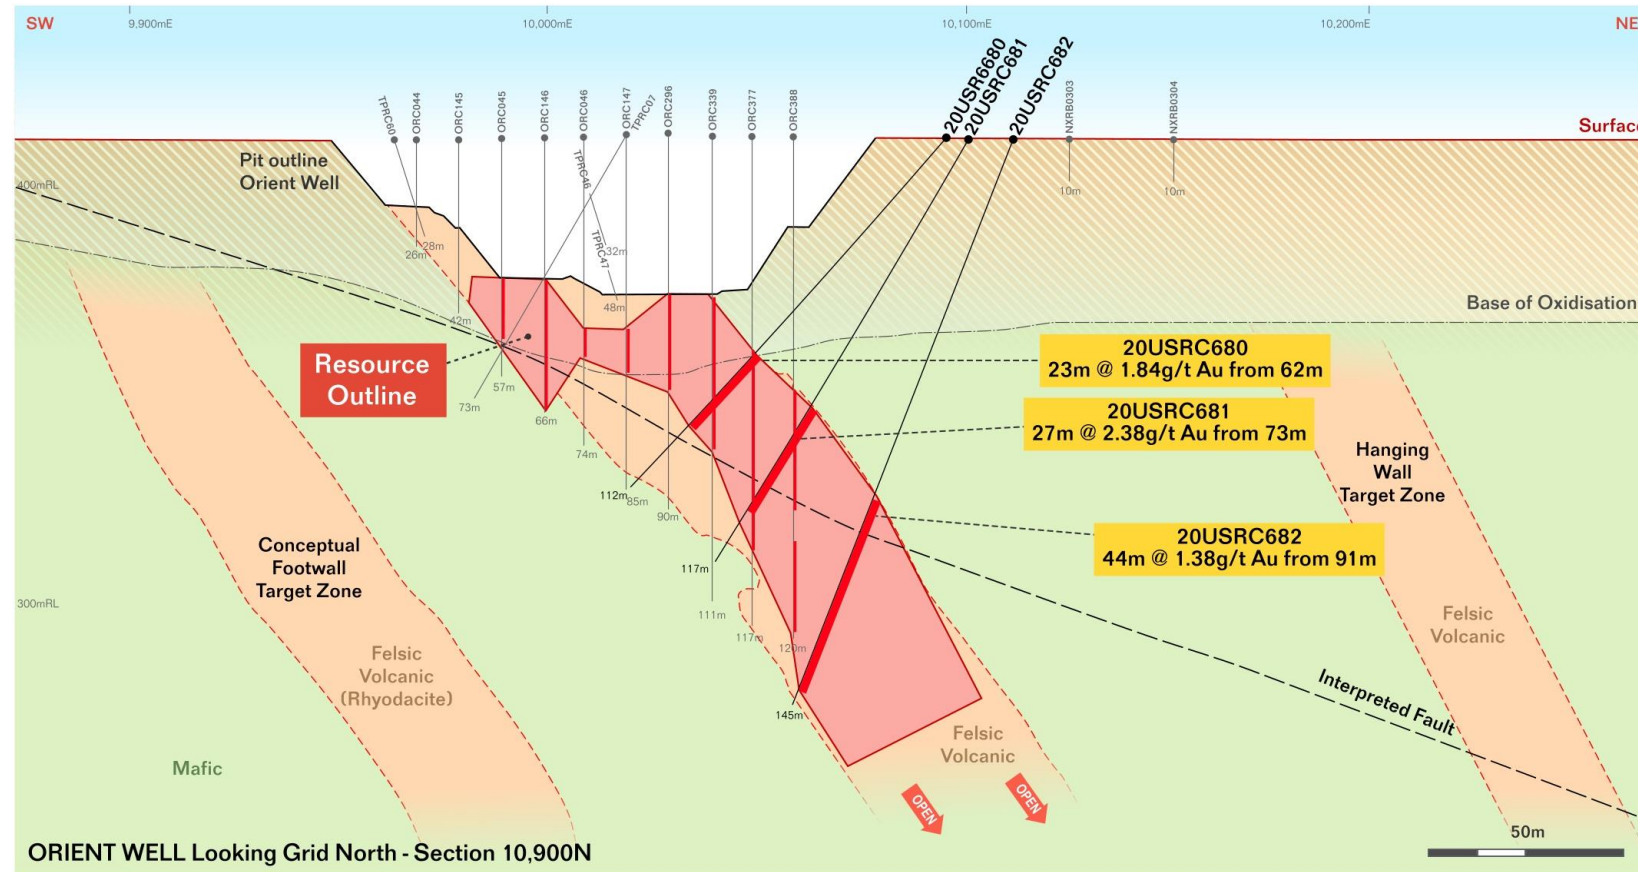 SW
9,900mE
10,000mE
10,100mE
10,200mE
NE
TPRC60
ORC044
ORC145
ORC045
ORC146
ORC046
ORC147
TPRC07
ORC296
ORC339
ORC377
ORC388
20USR6680
20USRC681
20USRC682
NXRB0303
NXRB0304
Surface
Pit outline
Orient Well
400mRL
TPRC46
TPRC47
10m
10m
28m
26m
32m
48m
42m
Base of Oxidisation
Resource
Outline
57m
73m
66m
74m
112m
85m
90m
117m
111m
117m
120m
145m
20USRC680
23m @ 1.84g/t Au from 62m
20USRC681
27m @ 2.38g/t Au from 73m
20USRC682
44m @ 1.38g/t Au from 91m
Hanging
Wall
Target Zone
Conceptual
Footwall
Target Zone
300mRL
Felsic
Volcanic
(Rhyodacite)
Felsic
Volcanic
Interpreted Fault
Felsic
Volcanic
Mafic
OPEN
OPEN
50m
ORIENT WELL Looking Grid North - Section 10,900N